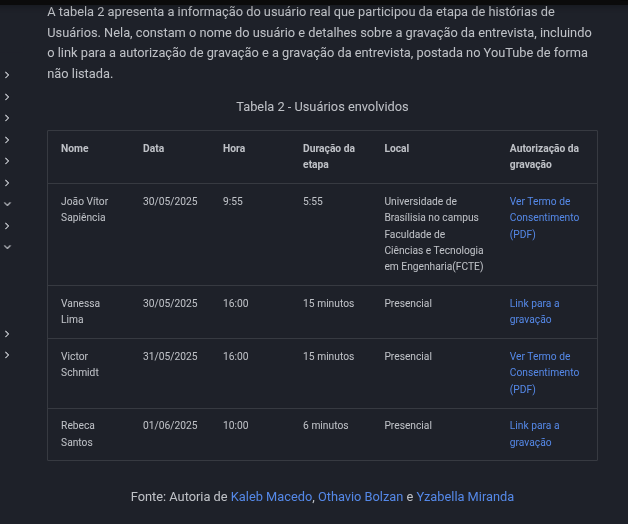 A tabela 2 apresenta a informação do usuário real que participou da etapa de histórias de
Usuários. Nela, constam o nome do usuário e detalhes sobre a gravação da entrevista, incluindo
o link para a autorização de gravação e a gravação da entrevista, postada no YouTube de forma
não listada.
Tabela 2 - Usuários envolvidos
Nome Data Hora Duração da etapa Local Autorização da gravação
João Vítor Sapiência 30/05/2025 9:55 5:55 Universidade de Brasílisia no campus Faculdade de Ciências e Tecnologia em Engenharia(FCTE) Ver Termo de Consentimento (PDF)
Vanessa Lima 30/05/2025 16:00 15 minutos Presencial Link para a gravação
Victor Schmidt 31/05/2025 16:00 15 minutos Presencial Ver Termo de Consentimento (PDF)
Rebeca Santos 01/06/2025 10:00 6 minutos Presencial Link para a gravação
Fonte: Autoria de Kaleb Macedo, Othavio Bolzan e Yzabella Miranda